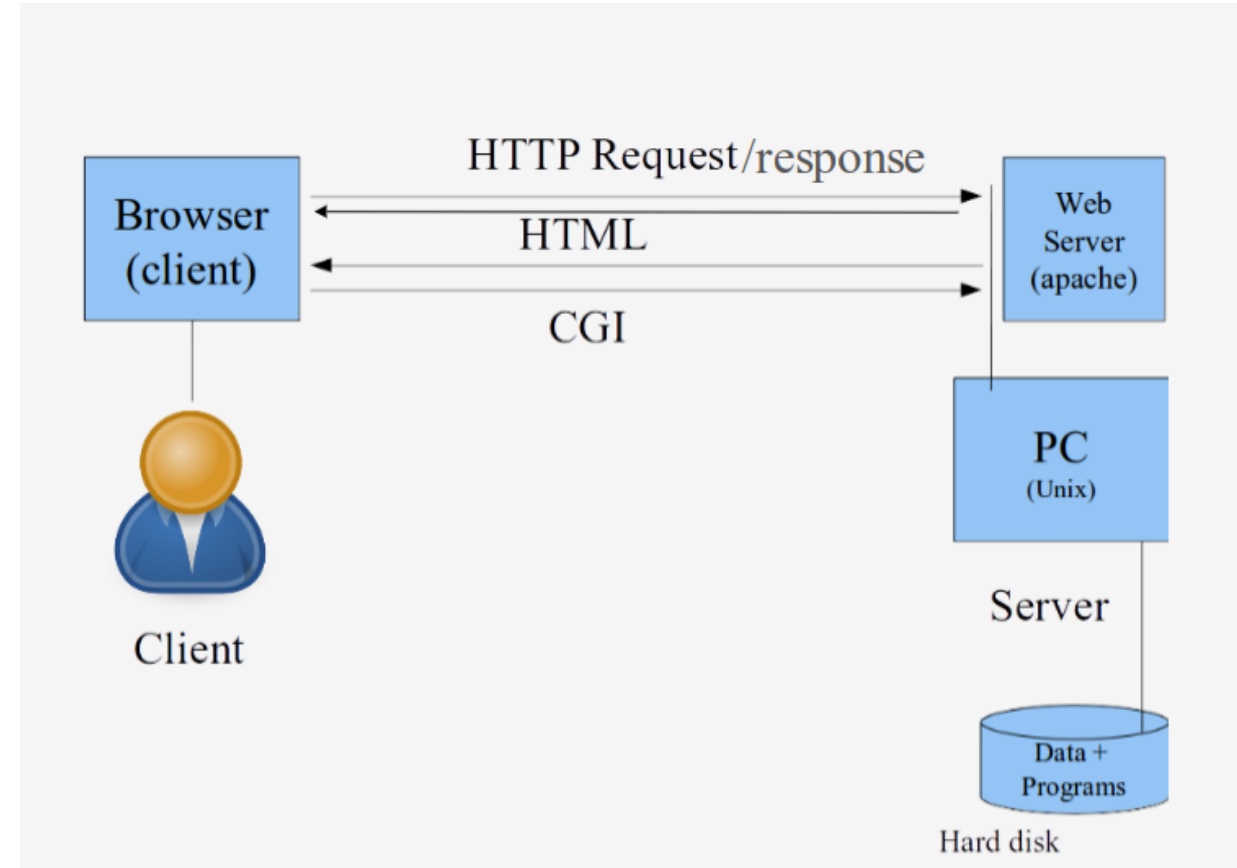 HTTP Request/response
Browser
(client)
HTML
CGI
Web
Server
(apache)
PC
(Unix)
Server
Client
Data +
Programs
Hard disk